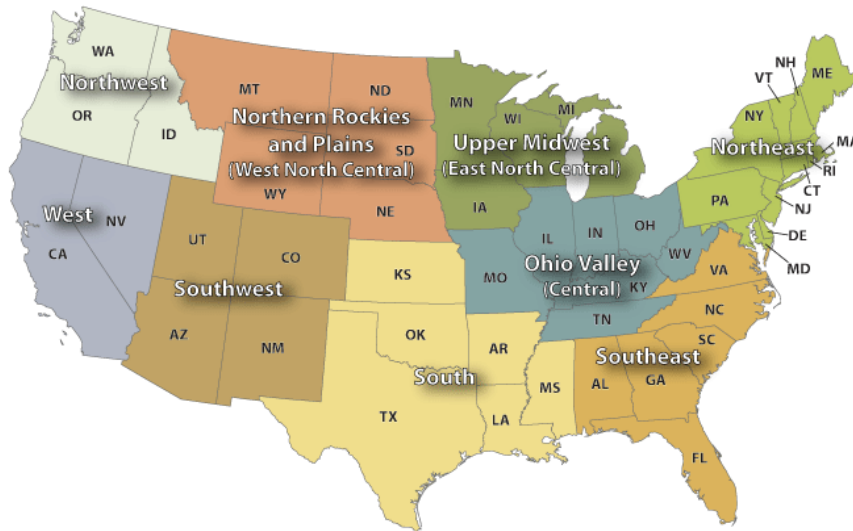 WA
Northwest
OR
ID
MT
ND
Northern Rockies
and Plains
(West North Central)
SD
WY
NE
MN
WI
MI
Upper Midwest
(East North Central)
IA
NH
VT
ME
NY
MA
Northeast
RI
CT
PA
NJ
DE
MD
West
NV
CA
UT
CO
Southwest
AZ
NM
KS
OK
AR
South
TX
LA
MS
IL
IN
OH
WV
MO
Ohio Valley
(Central)
KY
TN
VA
NC
SC
Southeast
AL
GA
FL